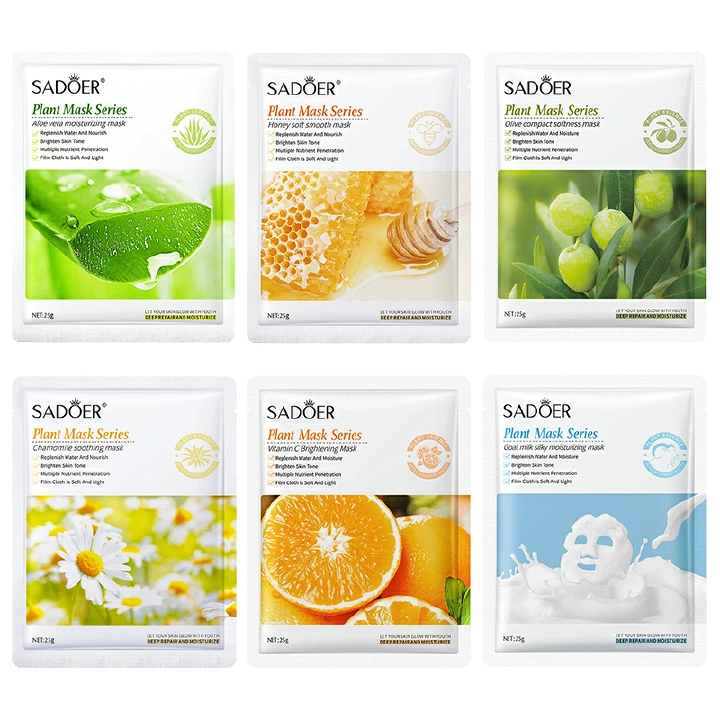 SADOER®
Plant Mask Series
Aloe vera moisturizing mask
Replenish Water And Nourish
Brighten Skin Tone
Multiple Nutrient Penetration
Film Cloth Is Soft And Light
NET:25g
LET YOUR SKIN GLOW WITH YOUTH
DEEP REPAIR AND MOISTURIZE
SADOER®
Plant Mask Series
Honey soft smooth mask
Replenish Water And Nourish
Brighten Skin Tone
Multiple Nutrient Penetration
Film Cloth Is Soft And Light
NET:25g
LET YOUR SKIN GLOW WITH YOUTH
DEEP REPAIR AND MOISTURIZE
SADOER
Plant Mask Series
Olive compact softness mask
Replenish Water And Moisture
Brighten Skin Tone
Multiple Nutrient Penetration
Film Cloth Is Soft And Light
NET:25g
LET YOUR SKIN GLOW WITH YOUTH
DEEP REPAIR AND MOISTURIZE
SADOER
Plant Mask Series
Chamomile soothing mask
Replenish Water And Moisture
Brighten Skin Tone
Multiple Nutrient Penetration
Film Cloth Is Soft And Light
NET:25g
LET YOUR SKIN GLOW WITH YOUTH
DEEP REPAIR AND MOISTURIZE
SADOER
Plant Mask Series
Vitamin C Brightening Mask
Replenish Water And Moisture
Brighten Skin Tone
Multiple Nutrient Penetration
Film Cloth Is Soft And Light
NET:25g
LET YOUR SKIN GLOW WITH YOUTH
DEEP REPAIR AND MOISTURIZE
SADOER
Plant Mask Series
Goat milk silky moisturizing mask
Replenish Water And Moisture
Brighten Skin Tone
Multiple Nutrient Penetration
Film Cloth Is Soft And Light
NET:25g
LET YOUR SKIN GLOW WITH YOUTH
DEEP REPAIR AND MOISTURIZE